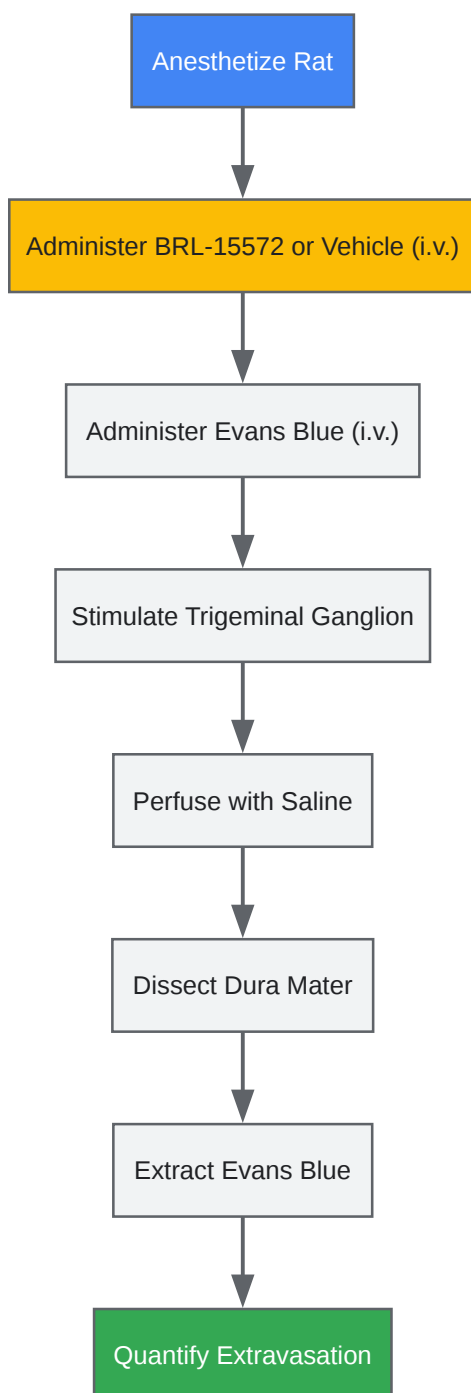 Anesthetize Rat
Administer BRL-15572 or Vehicle (i.v.)
Administer Evans Blue (i.v.)
Stimulate Trigeminal Ganglion
Perfuse with Saline
Dissect Dura Mater
Extract Evans Blue
Quantify Extravasation